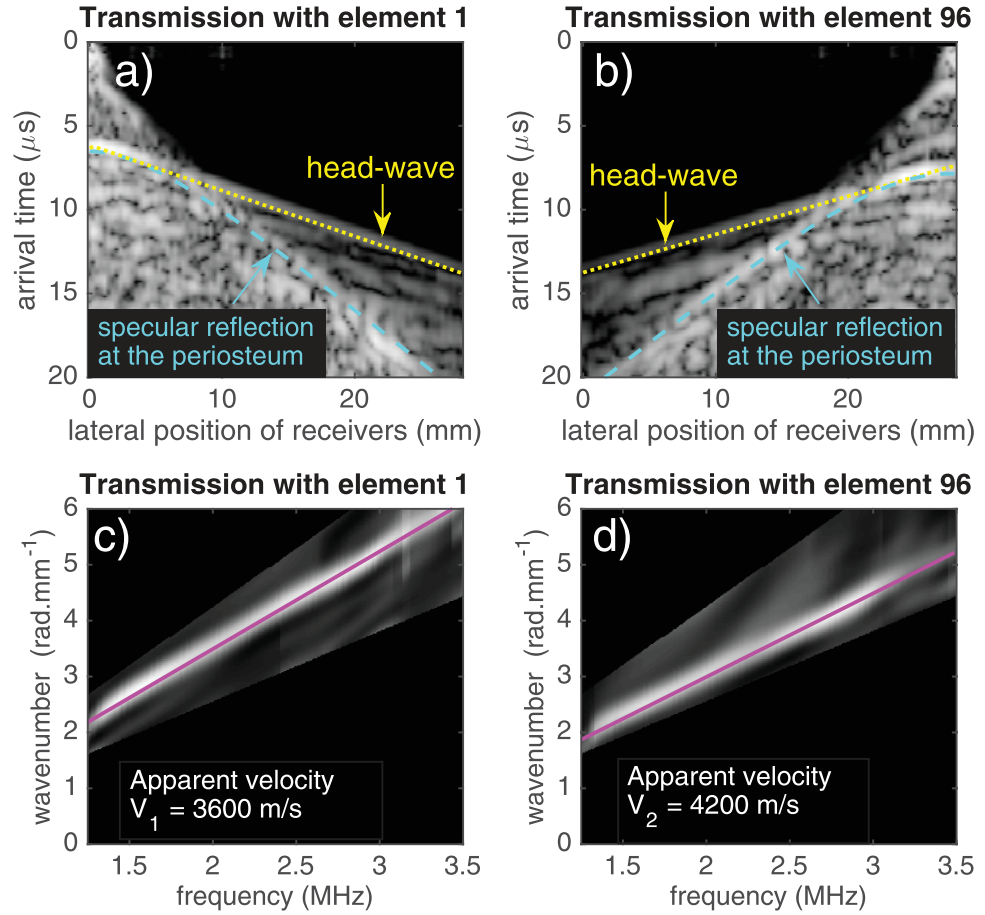 Transmission with element 1
a)
0
5
10
15
20
arrival time (μs)
head-wave
specular reflection
at the periosteum
0 10 20
lateral position of receivers (mm)
Transmission with element 96
b)
0
5
10
15
20
arrival time (μs)
head-wave
specular reflection
at the periosteum
0 10 20
lateral position of receivers (mm)
Transmission with element 1
c)
6
5
4
3
2
1
0
wavenumber (rad.mm-1)
Apparent velocity
V1 = 3600 m/s
1.5 2 2.5 3 3.5
frequency (MHz)
Transmission with element 96
d)
6
5
4
3
2
1
0
wavenumber (rad.mm-1)
Apparent velocity
V2 = 4200 m/s
1.5 2 2.5 3 3.5
frequency (MHz)